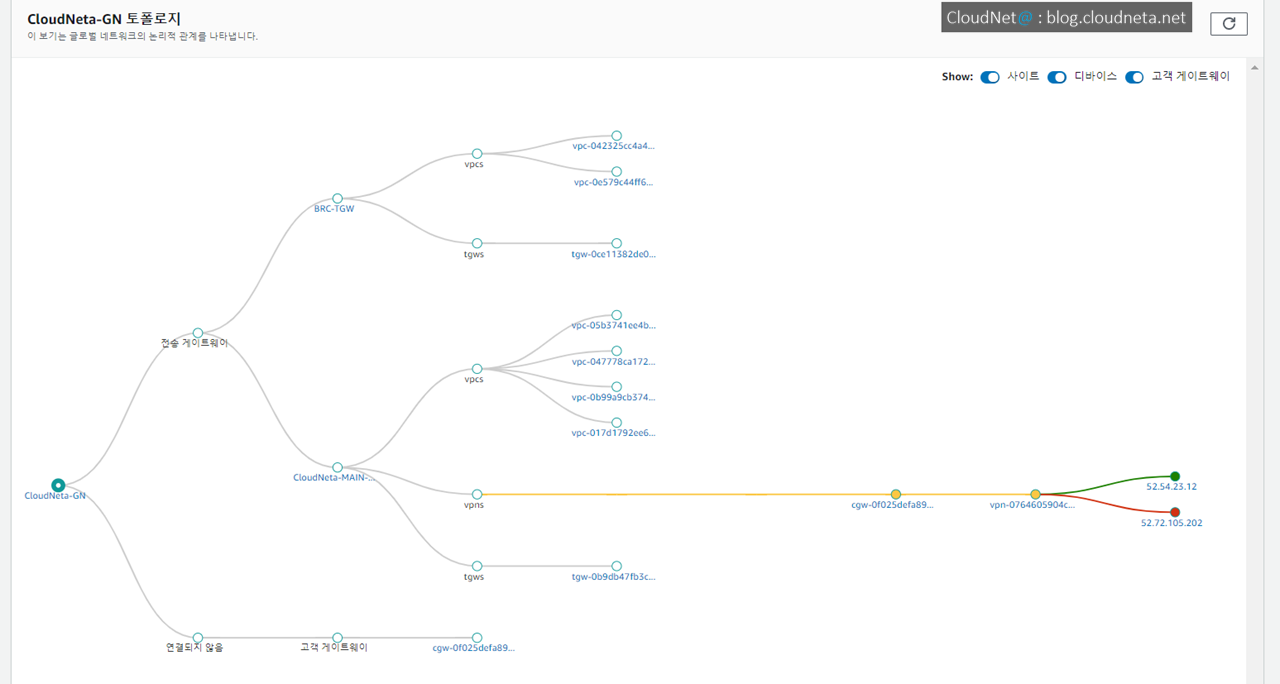 CloudNeta-GN 토폴로지
이 보기는 글로벌 네트워크의 논리적 관계를 나타냅니다.
CloudNet@ : blog.cloudneta.net
Show: 사이트 디바이스 고객 게이트웨이
vpc-042325cc4a4...
vpcs
vpc-0e579c44ff6...
BRC-TGW
tgws
tgw-0ce11382de0...
vpc-05b3741ee4b...
전송 게이트웨이
vpc-047778ca172...
vpcs
vpc-0b99a9cb374...
vpc-017d1792ee6...
CloudNeta-MAIN-...
52.54.23.12
CloudNeta-GN
vpns
cgw-0f025defa89...
vpn-0764605904c...
52.72.105.202
tgws
tgw-0b9db47fb3c...
연결되지 않음
고객 게이트웨이
cgw-0f025defa89...